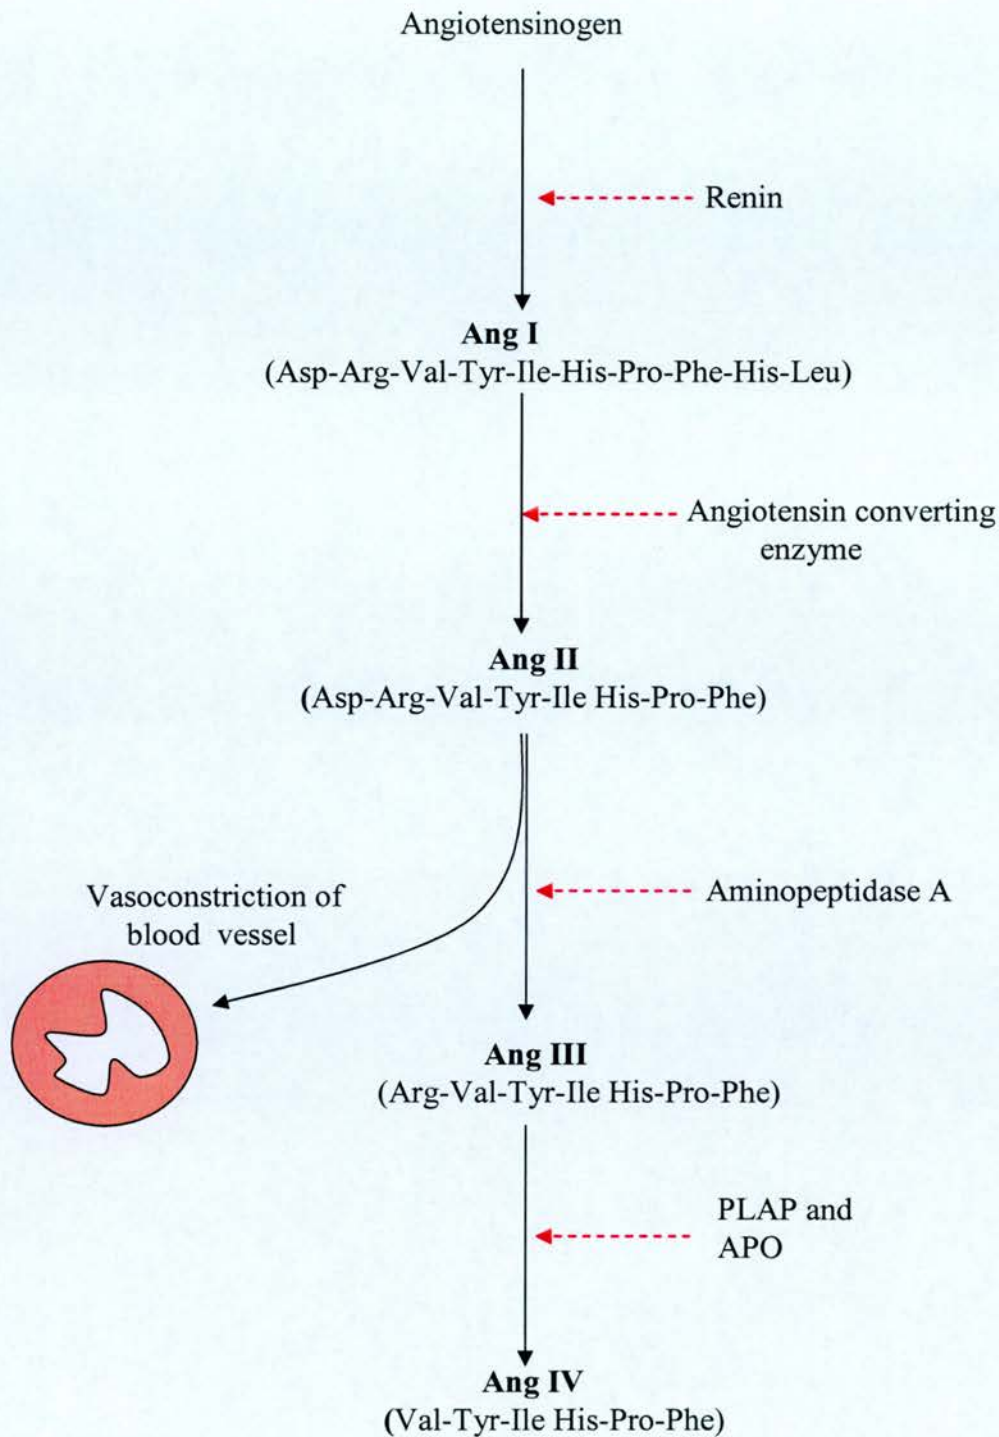 Angiotensinogen
Renin
Ang I
(Asp-Arg-Val-Tyr-Ile-His-Pro-Phe-His-Leu)
Angiotensin converting
enzyme
Ang II
(Asp-Arg-Val-Tyr-Ile His-Pro-Phe)
Vasoconstriction of
blood vessel
Aminopeptidase A
Ang III
(Arg-Val-Tyr-Ile His-Pro-Phe)
PLAP and
APO
Ang IV
(Val-Tyr-Ile His-Pro-Phe)